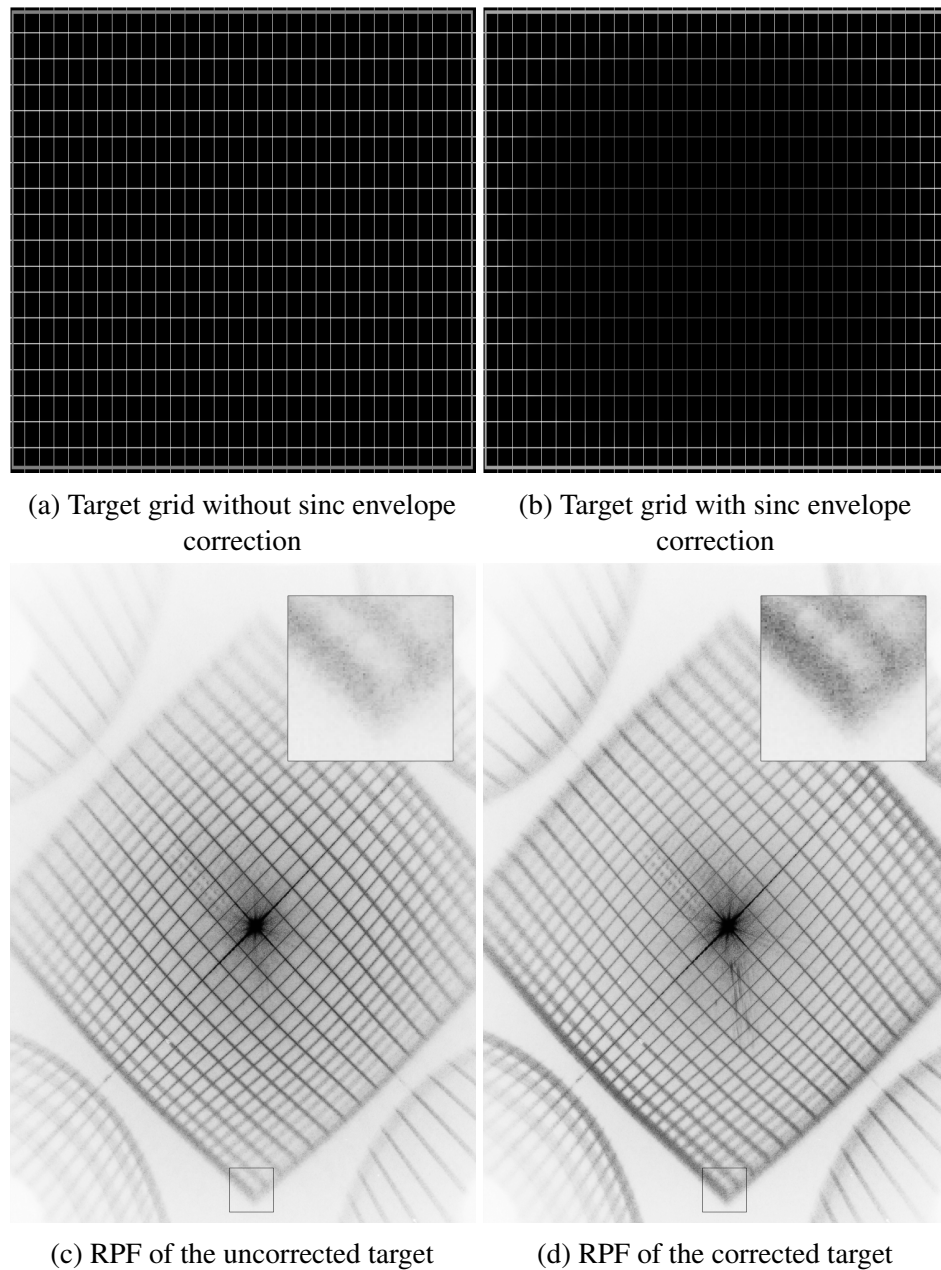 (a) Target grid without sinc envelope
correction
(b) Target grid with sinc envelope
correction
(c) RPF of the uncorrected target
(d) RPF of the corrected target